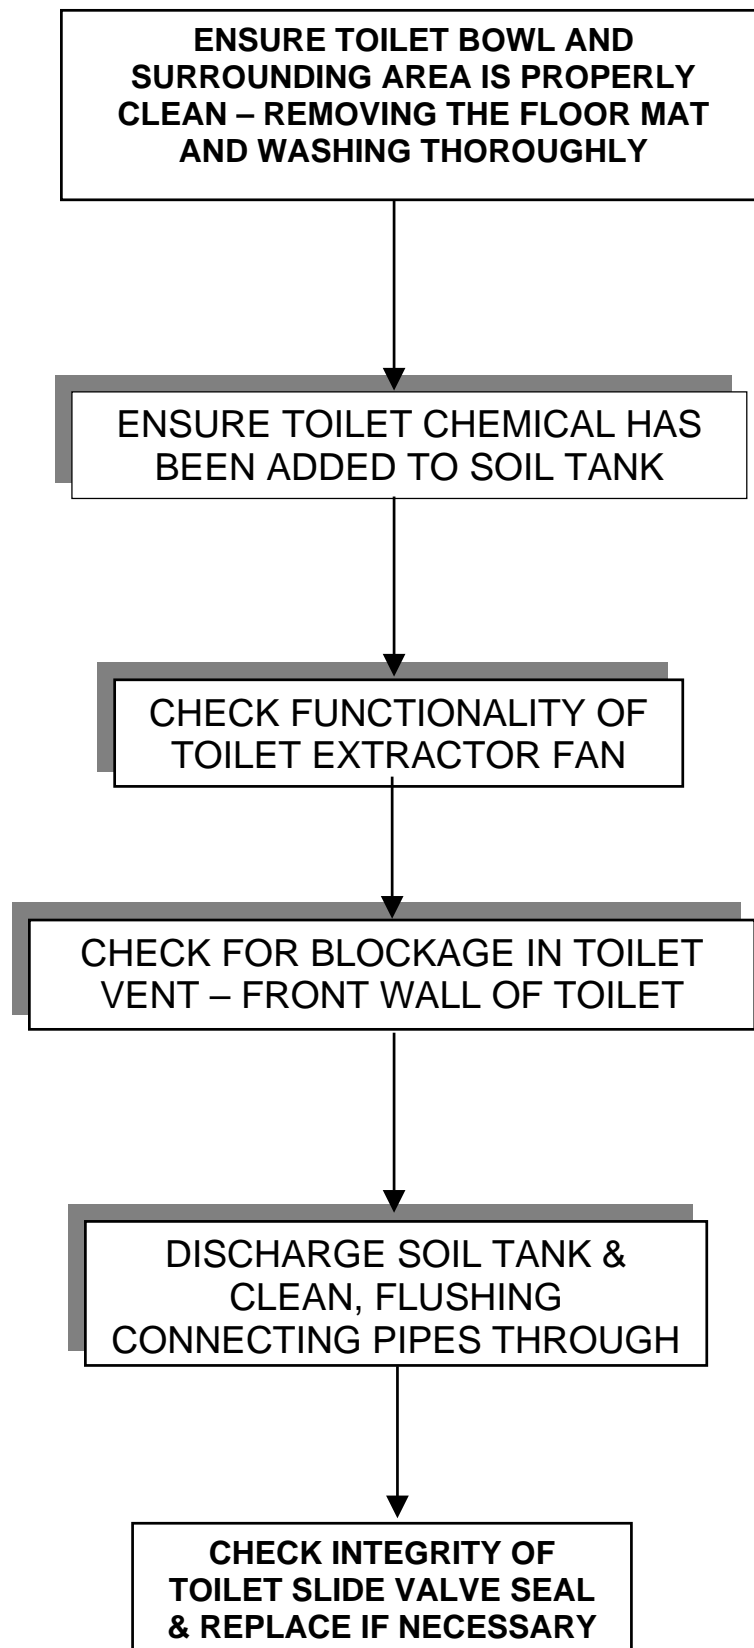 ENSURE TOILET BOWL AND
SURROUNDING AREA IS PROPERLY
CLEAN – REMOVING THE FLOOR MAT
AND WASHING THOROUGHLY
ENSURE TOILET CHEMICAL HAS
BEEN ADDED TO SOIL TANK
CHECK FUNCTIONALITY OF
TOILET EXTRACTOR FAN
CHECK FOR BLOCKAGE IN TOILET
VENT – FRONT WALL OF TOILET
DISCHARGE SOIL TANK &
CLEAN, FLUSHING
CONNECTING PIPES THROUGH
CHECK INTEGRITY OF
TOILET SLIDE VALVE SEAL
& REPLACE IF NECESSARY